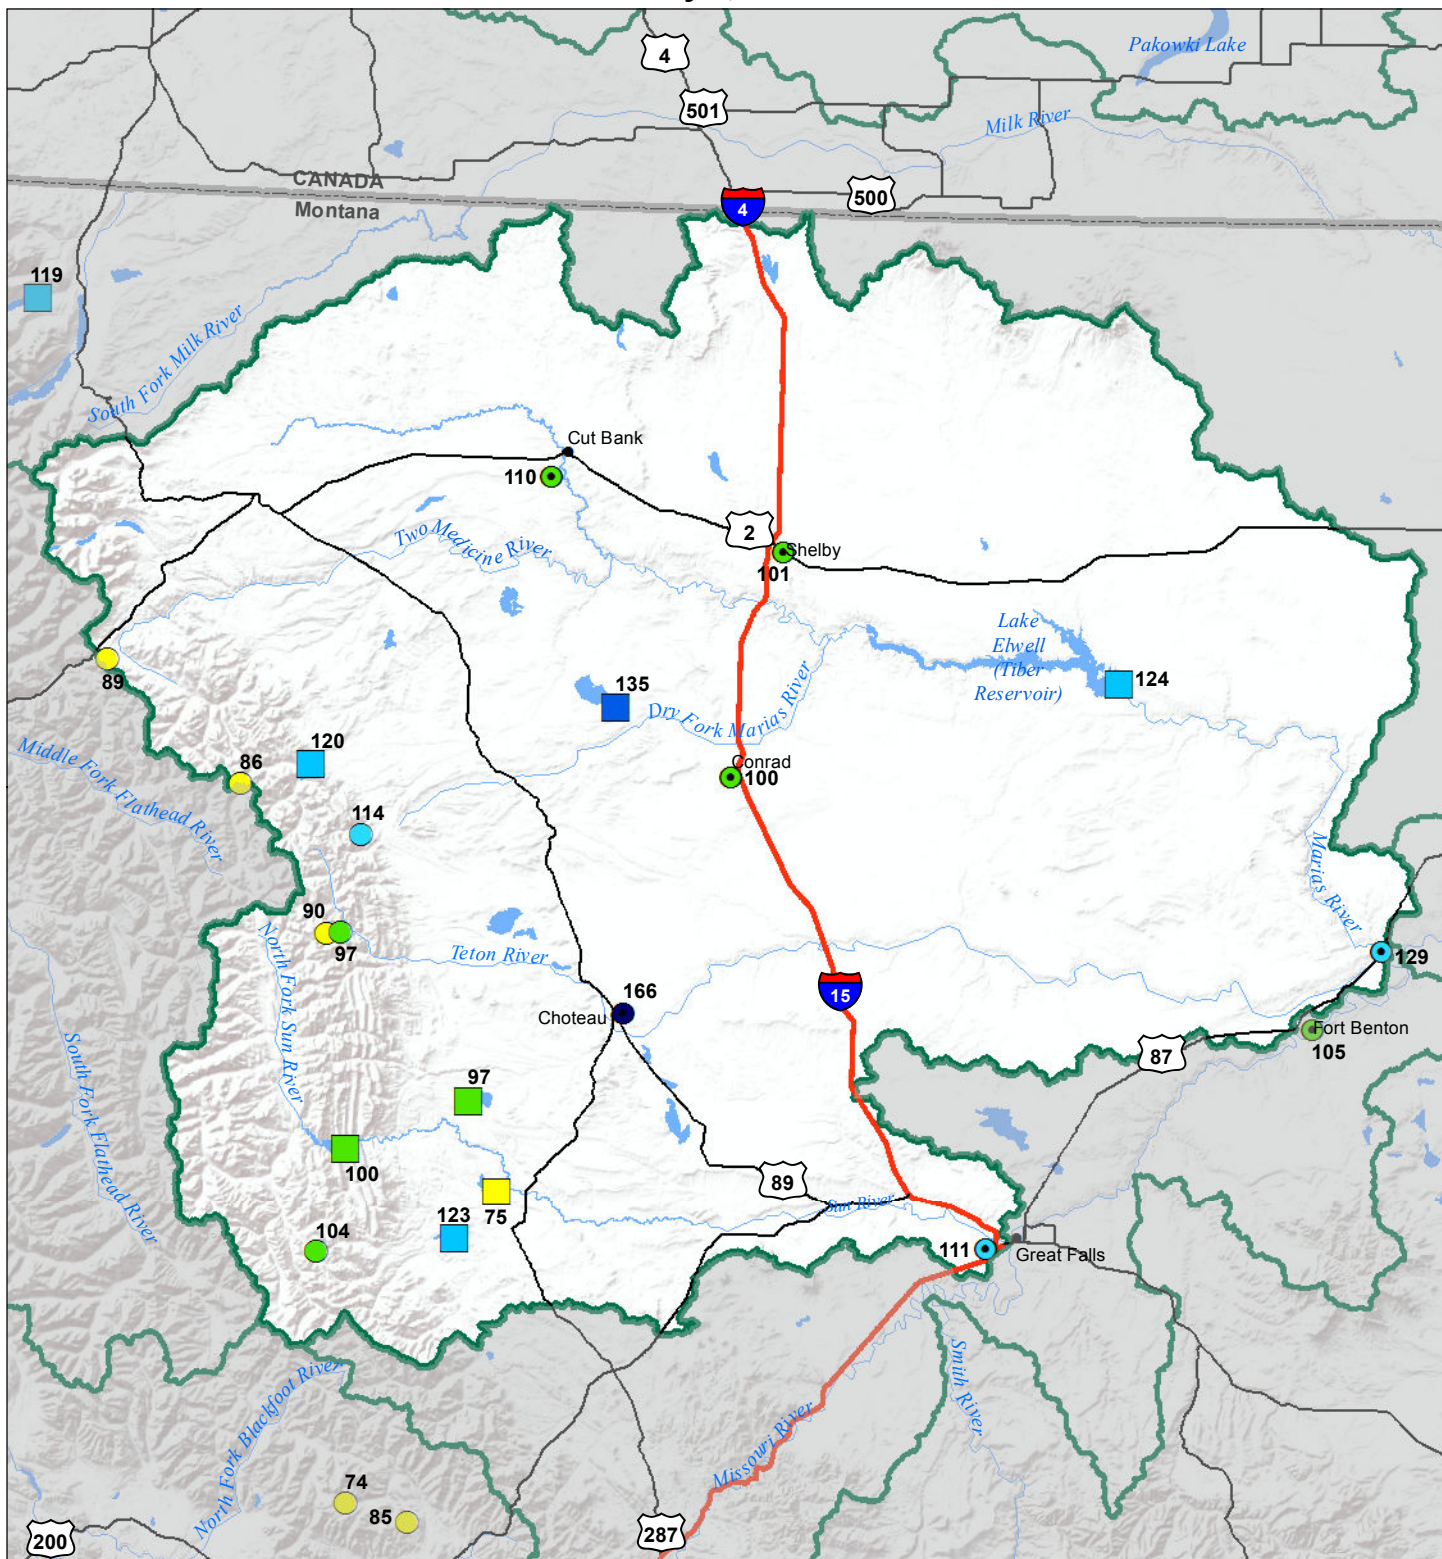 4
Pakowki Lake
501
Milk River
CANADA
Montana
500
4
119
South Fork Milk River
Cut Bank
110
2
Shelby
101
Two Medicine River
Lake
Elwell
(Tiber
Reservoir)
124
89
135
Dry Fork Marias River
Middle Fork Flathead River
86
120
Conrad
100
114
Marias River
90
97
North Fork Sun River
Teton River
129
166
Choteau
15
Fort Benton
105
87
South Fork Flathead River
97
100
75
89
Sun River
123
104
111
Great Falls
Smith River
Missouri River
North Fork Blackfoot River
74
85
200
287